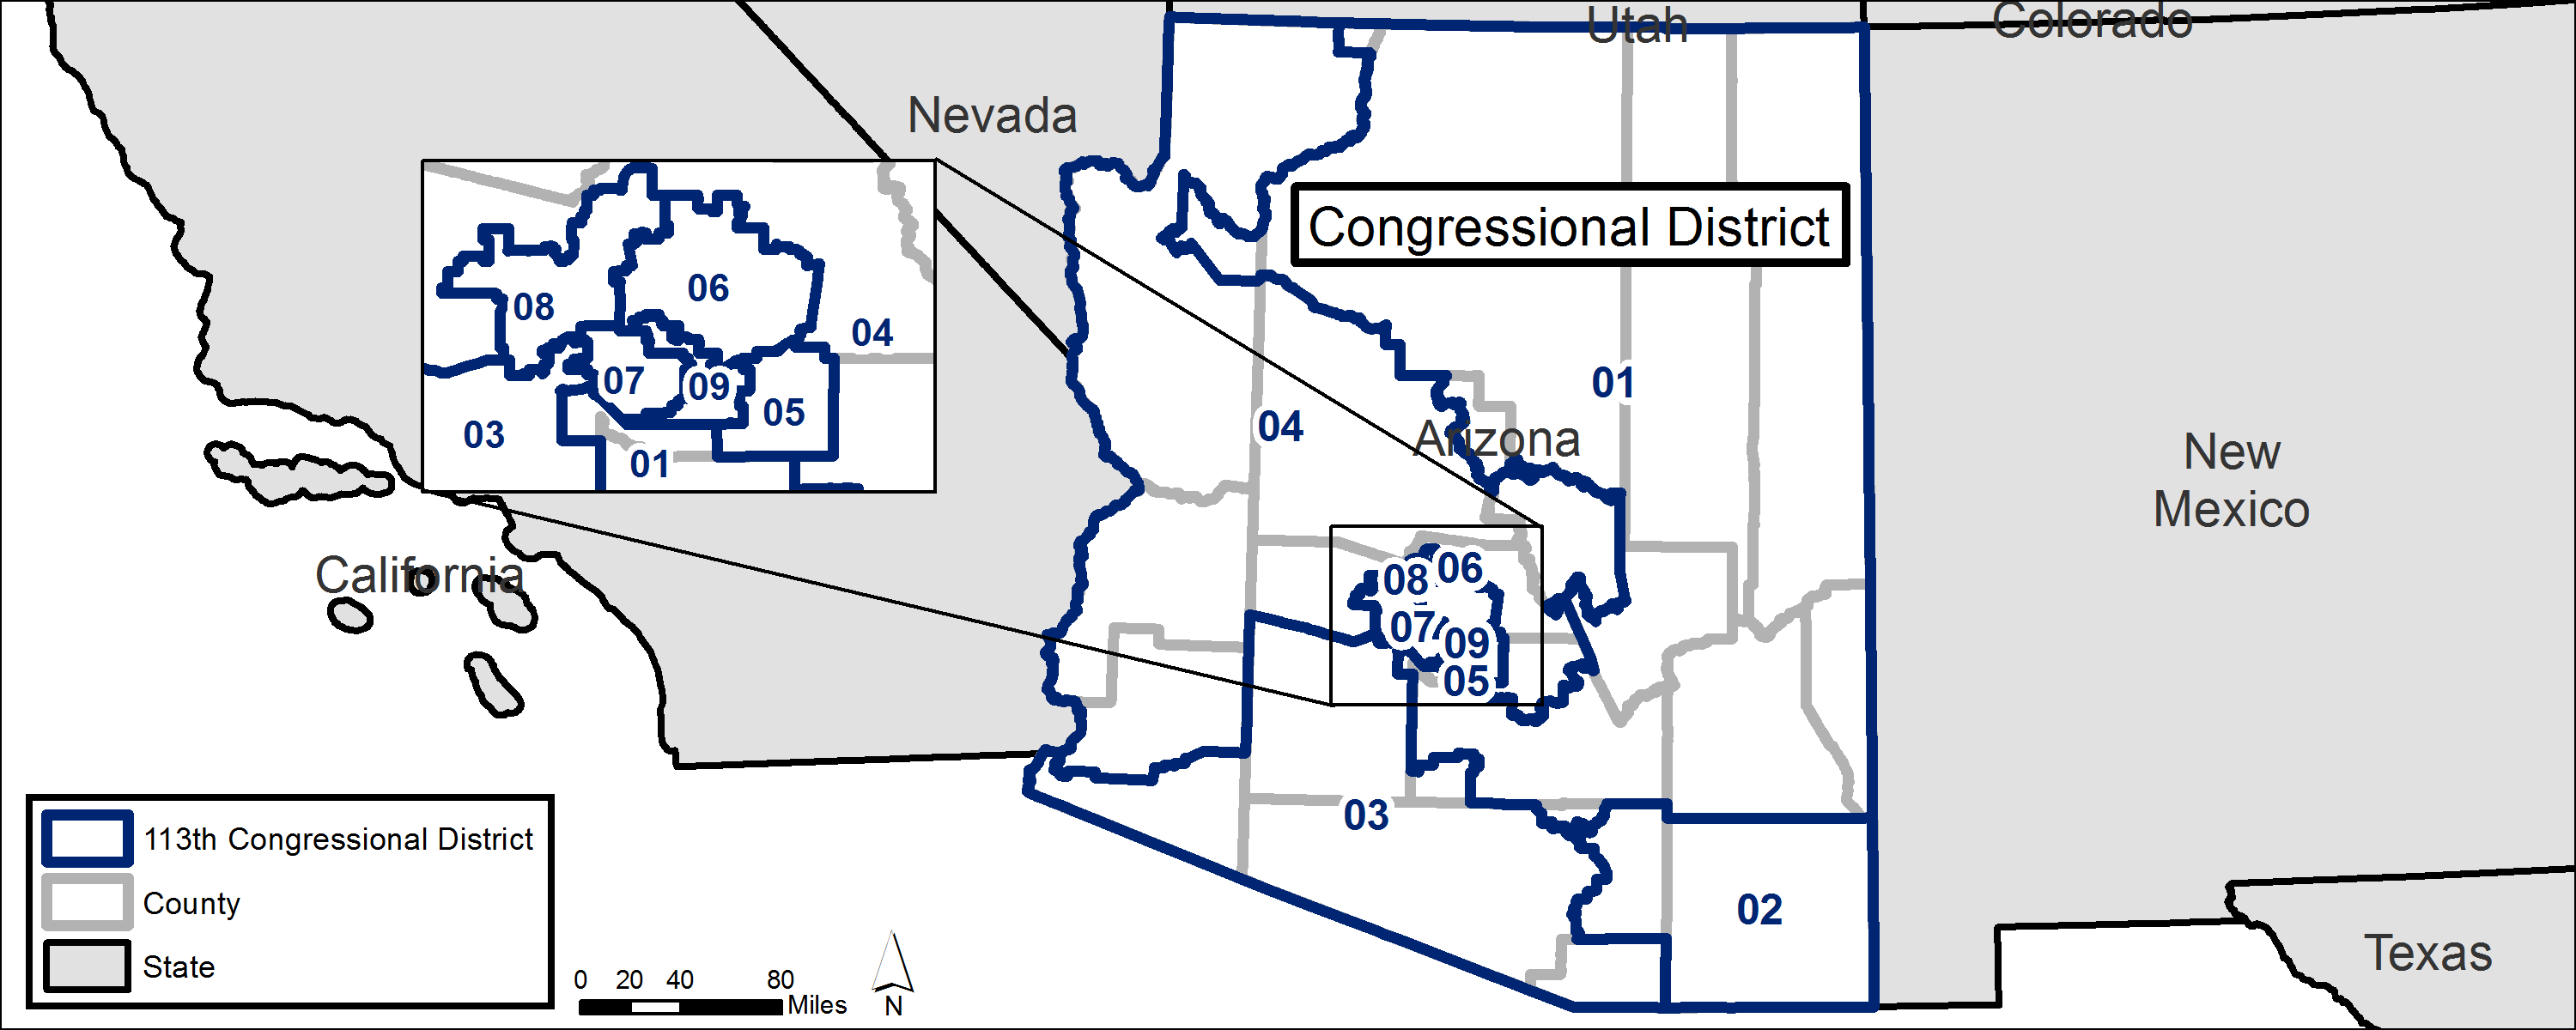 Utah
Colorado
Nevada
Congressional District
06
08
04
07
09
05
03
01
01
04
Arizona
New
Mexico
California
06
08
07
09
05
03
02
Texas
113th Congressional District
County
State
0 20 40 80
Miles
N